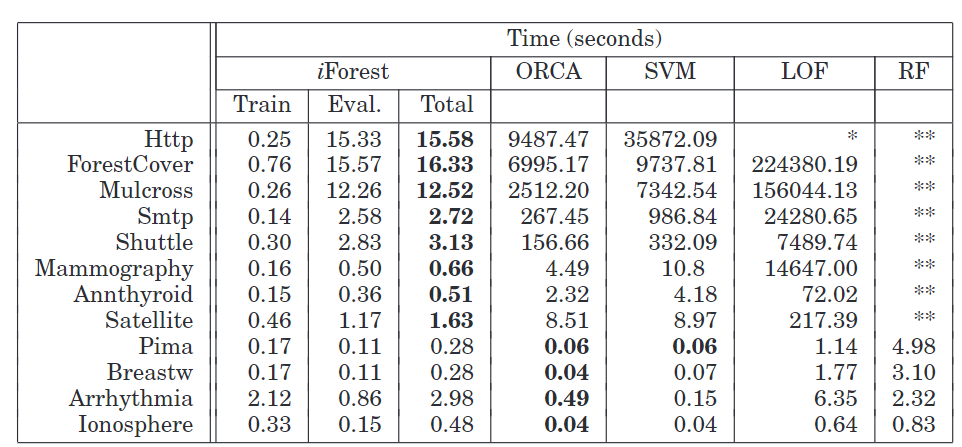 Time (seconds)
iForest ORCA SVM LOF RF
Train Eval. Total
Http 0.25 15.33 15.58 9487.47 35872.09 * **
ForestCover 0.76 15.57 16.33 6995.17 9737.81 224380.19 **
Mulcross 0.26 12.26 12.52 2512.20 7342.54 156044.13 **
Smtp 0.14 2.58 2.72 267.45 986.84 24280.65 **
Shuttle 0.30 2.83 3.13 156.66 332.09 7489.74 **
Mammography 0.16 0.50 0.66 4.49 10.8 14647.00 **
Annthyroid 0.15 0.36 0.51 2.32 4.18 72.02 **
Satellite 0.46 1.17 1.63 8.51 8.97 217.39 **
Pima 0.17 0.11 0.28 0.06 0.06 1.14 4.98
Breastw 0.17 0.11 0.28 0.04 0.07 1.77 3.10
Arrhythmia 2.12 0.86 2.98 0.49 0.15 6.35 2.32
Ionosphere 0.33 0.15 0.48 0.04 0.04 0.64 0.83